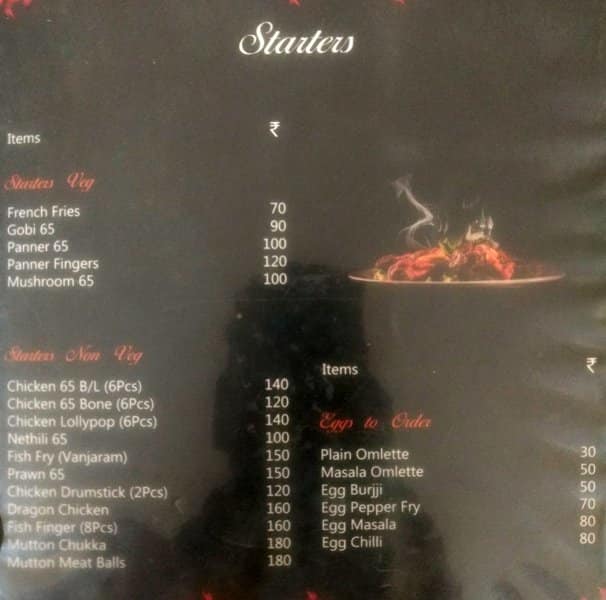 Starters
Items ₹
Starters Veg
French Fries 70
Gobi 65 90
Panner 65 100
Panner Fingers 120
Mushroom 65 100
Starters Non Veg
Chicken 65 B/L (6Pcs) 140
Chicken 65 Bone (6Pcs) 120
Chicken Lollypop (6Pcs) 140
Nethili 65 100
Fish Fry (Vanjaram) 150
Prawn 65 150
Chicken Drumstick (2Pcs) 120
Dragon Chicken 160
Fish Finger (8Pcs) 160
Mutton Chukka 180
Mutton Meat Balls 180
Items ₹
Eggs to Order
Plain Omlette 30
Masala Omlette 50
Egg Burjji 50
Egg Pepper Fry 70
Egg Masala 80
Egg Chilli 80